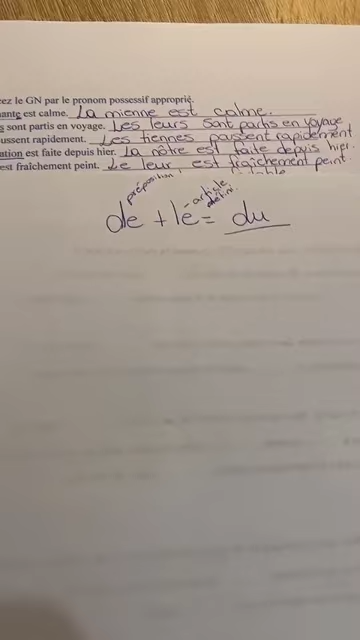 ez le GN par le pronom possessif approprié.
ante est calme. La mienne est calme.
s sont partis en voyage. Les leurs sont partis en voyage
ussent rapidement. Les tiennes paissent rapidement
ation est faite depuis hier. La nôtre est faite depuis hier.
est fraîchement peint. Le leur est fraîchement peint.
préposition article défini
de + le = du